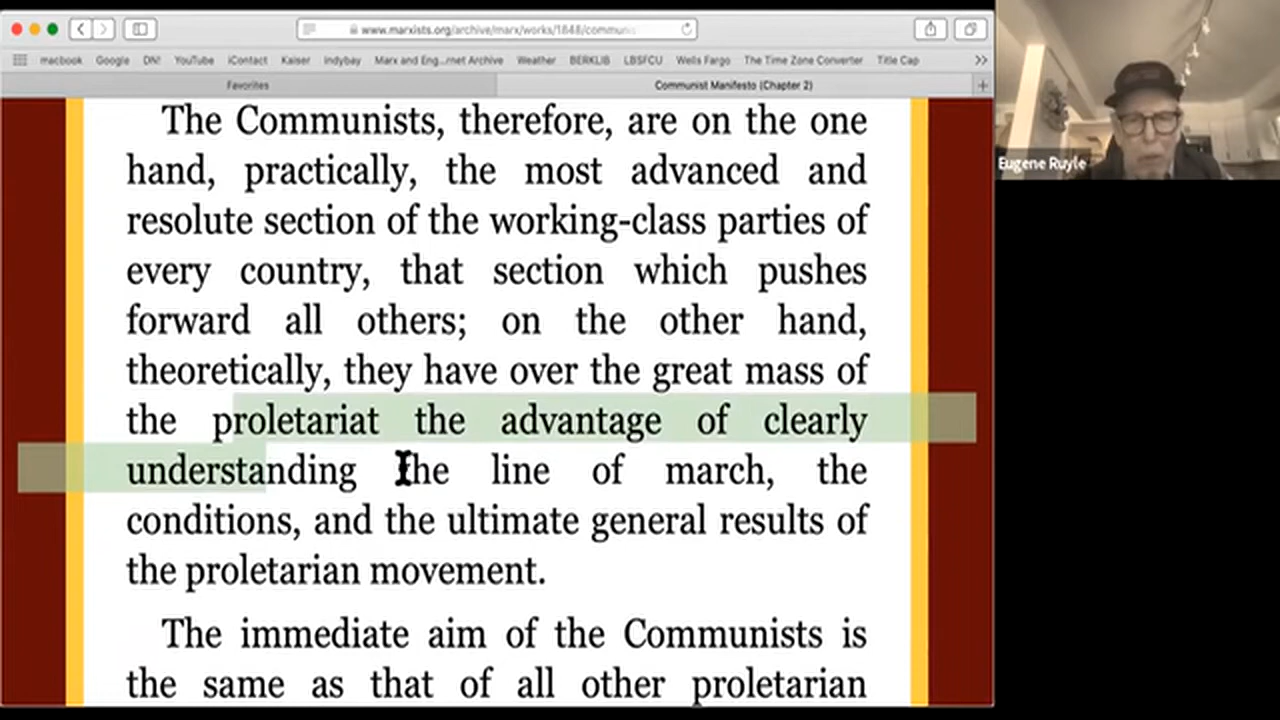 www.marxists.org/archive/marx/works/1848/commun
macbook Google DN! YouTube iContact Kaiser indybay Marx and Eng...rnet Archive Weather BERKLIB LBSFCU Wells Fargo The Time Zone Converter Title Cap
Favorites Communist Manifesto (Chapter 2)
The Communists, therefore, are on the one
hand, practically, the most advanced and
resolute section of the working-class parties of
every country, that section which pushes
forward all others; on the other hand,
theoretically, they have over the great mass of
the proletariat the advantage of clearly
understanding the line of march, the
conditions, and the ultimate general results of
the proletarian movement.
The immediate aim of the Communists is
the same as that of all other proletarian
Eugene Ruyle